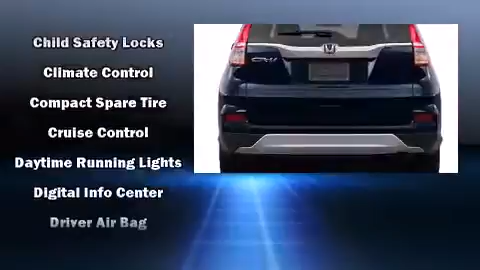 Child Safety Locks
Climate Control
Compact Spare Tire
Cruise Control
Daytime Running Lights
Digital Info Center
Driver Air Bag
CR-V